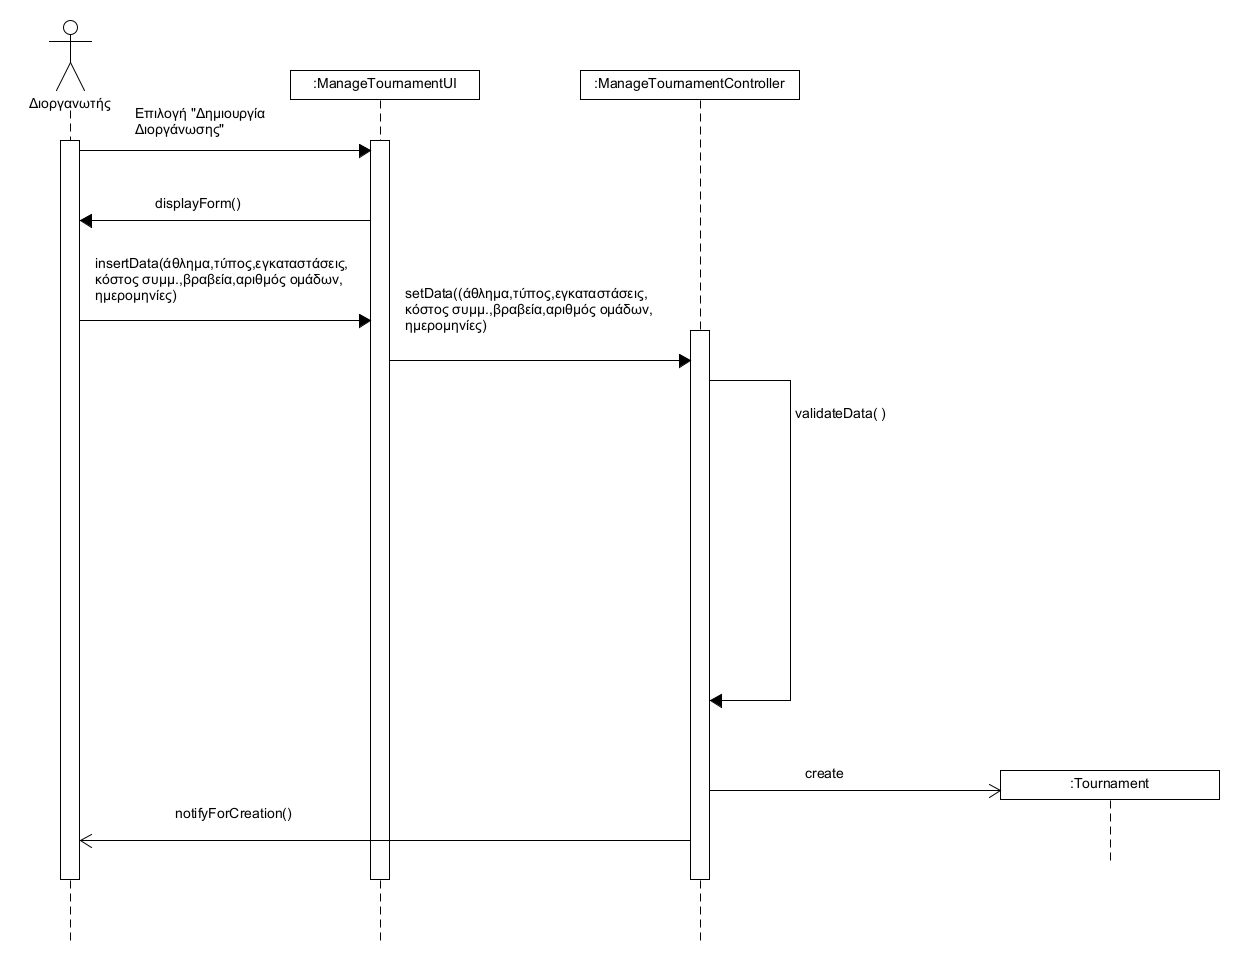 :ManageTournamentUI
:ManageTournamentController
Διοργανωτής
Επιλογή "Δημιουργία
Διοργάνωσης"
displayForm()
insertData(άθλημα,τύπος,εγκαταστάσεις,
κόστος συμμ.,βραβεία,αριθμός ομάδων,
ημερομηνίες)
setData((άθλημα,τύπος,εγκαταστάσεις,
κόστος συμμ.,βραβεία,αριθμός ομάδων,
ημερομηνίες)
validateData( )
create
:Tournament
notifyForCreation()